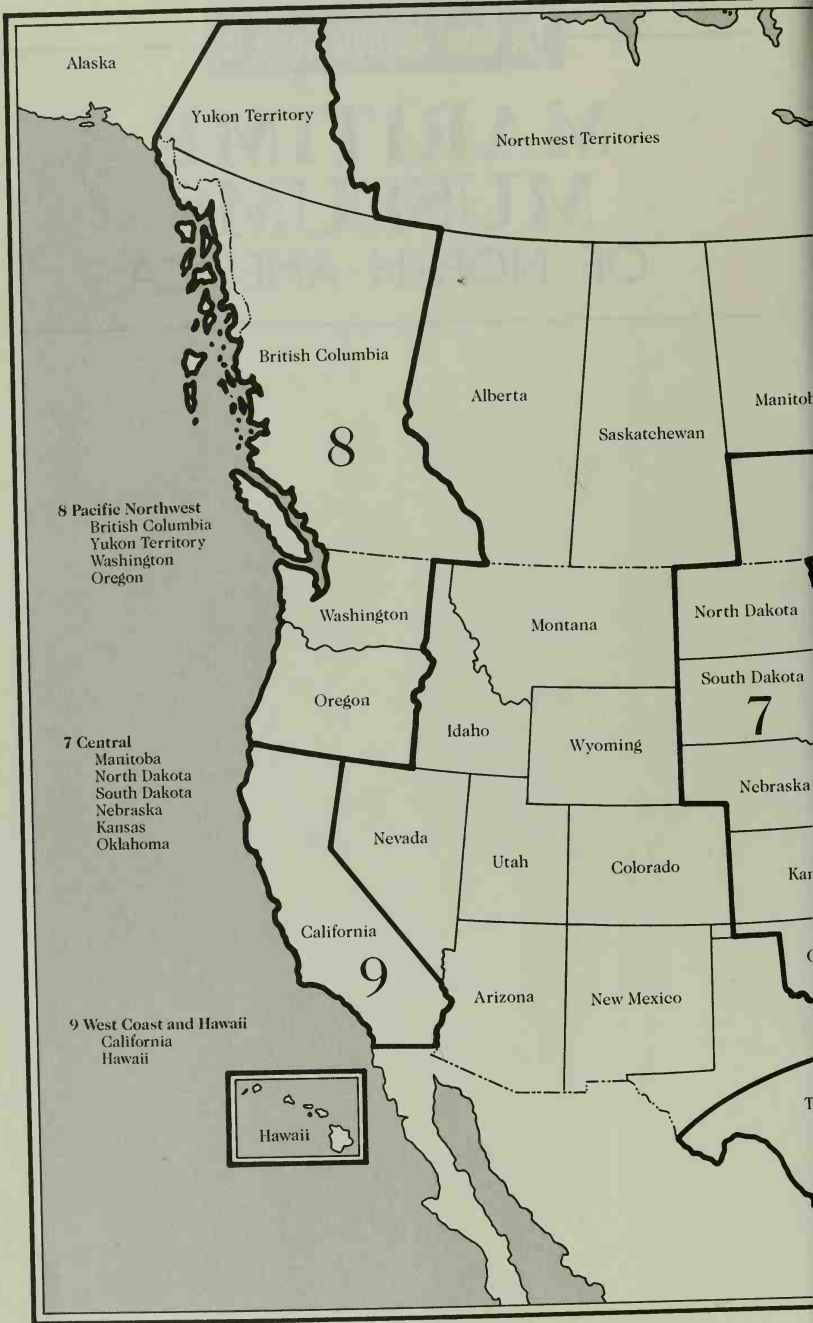 Alaska
Yukon Territory
Northwest Territories
British Columbia
Alberta
Saskatchewan
8
8 Pacific Northwest
British Columbia
Yukon Territory
Washington
Oregon
Washington
Montana
North Dakota
Oregon
Idaho
Wyoming
South Dakota
7
7 Central
Manitoba
North Dakota
South Dakota
Nebraska
Kansas
Oklahoma
Nebraska
Nevada
Utah
Colorado
California
9
Arizona
New Mexico
9 West Coast and Hawaii
California
Hawaii
Hawaii